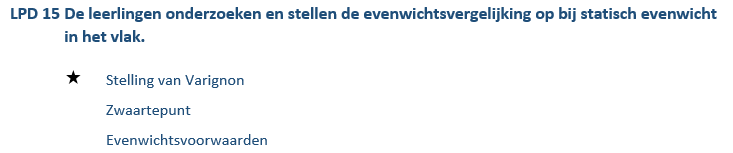 LPD 15 De leerlingen onderzoeken en stellen de evenwichtsvergelijking op bij statisch evenwicht
in het vlak.
★ Stelling van Varignon
Zwaartepunt
Evenwichtsvoorwaarden